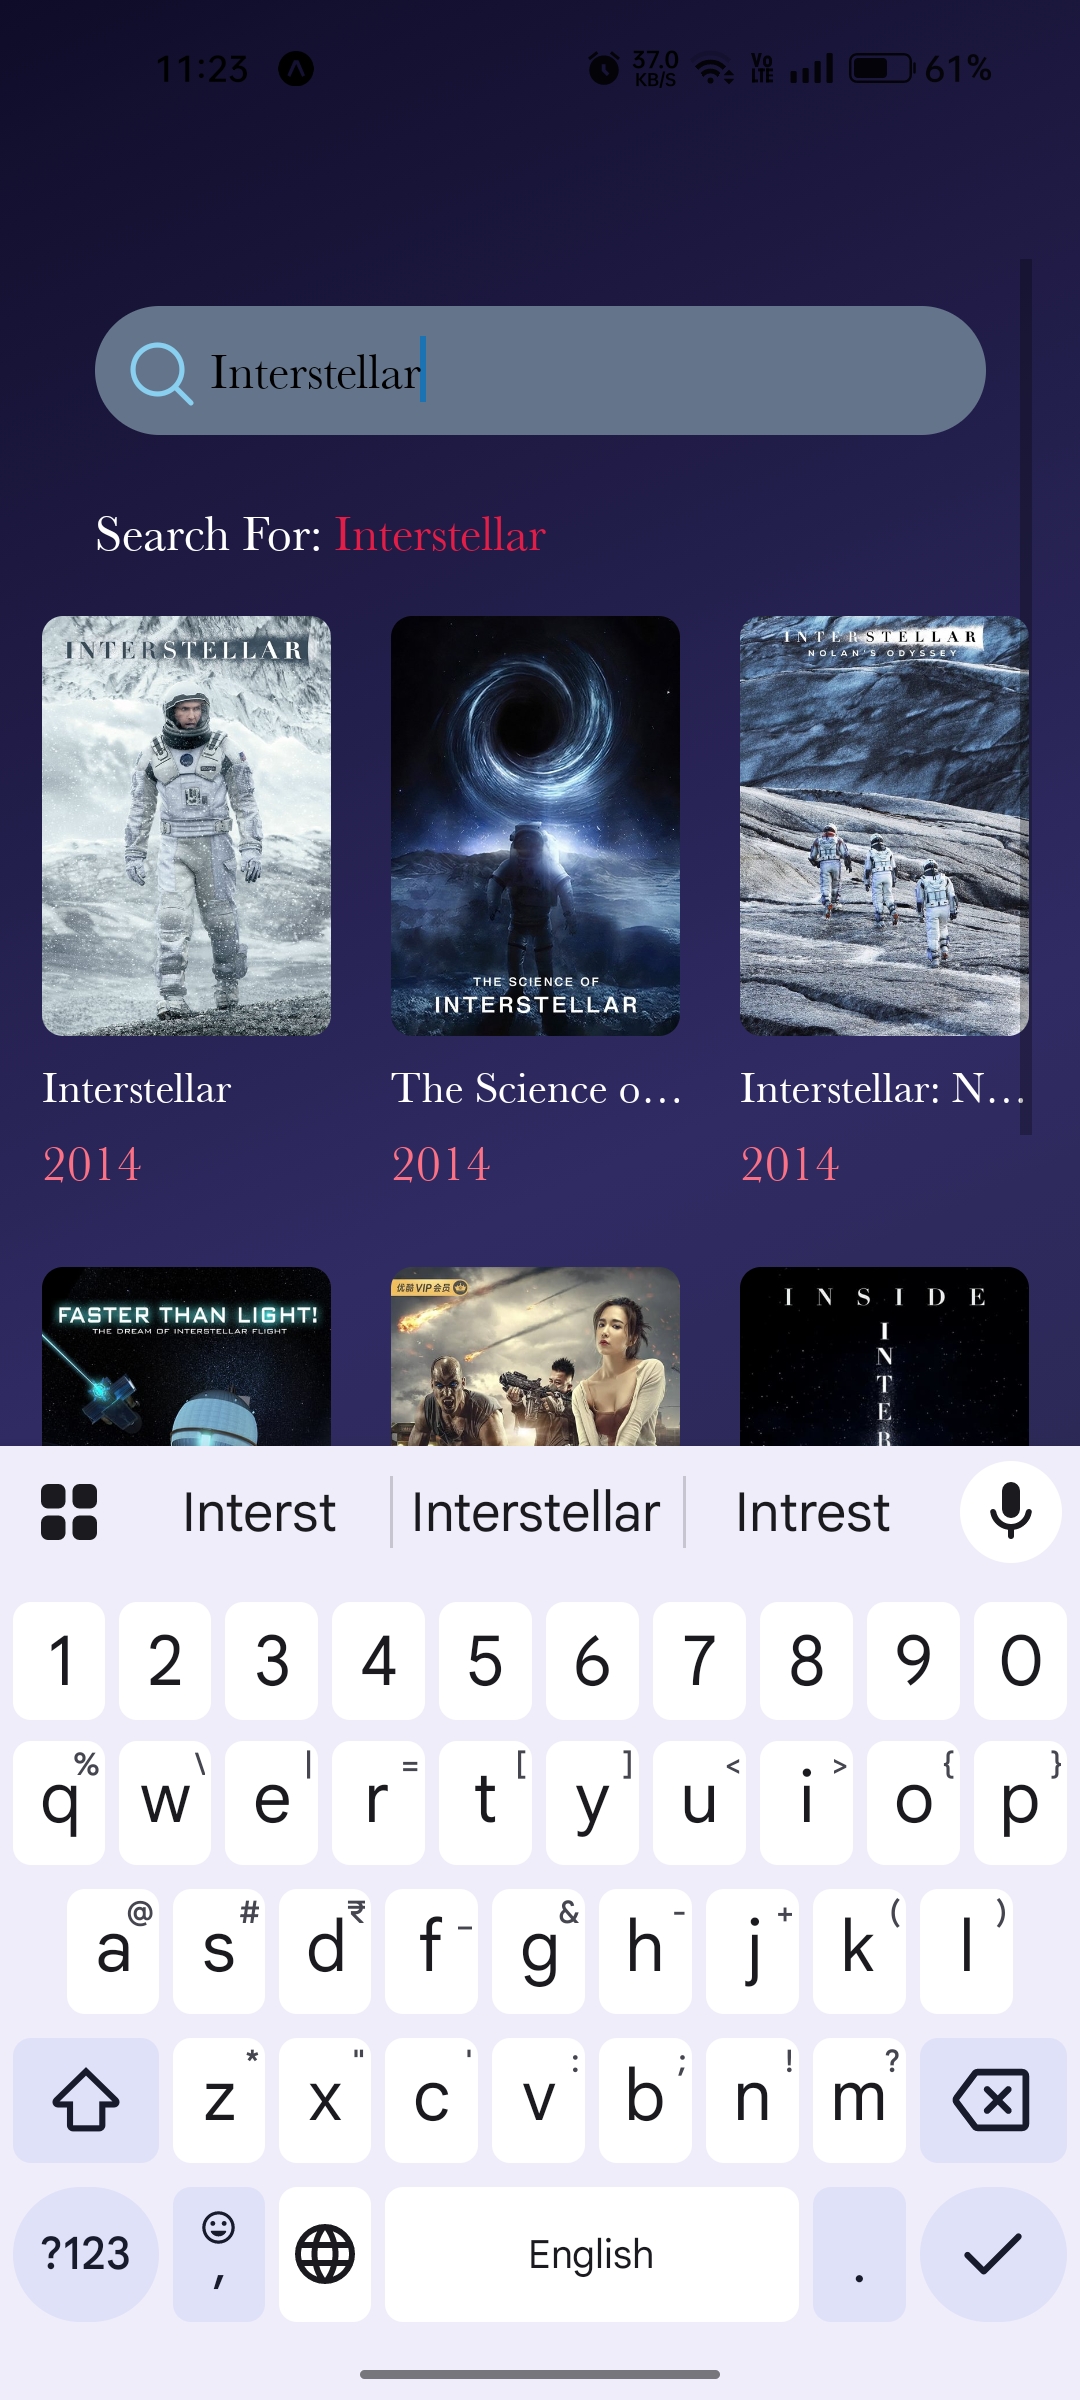 11:23 37.0 KB/S Vo LTE 61%
Interstellar
Search For: Interstellar
INTERSTELLAR
THE SCIENCE OF
INTERSTELLAR
INTERSTELLAR
NOLAN'S ODYSSEY
Interstellar
The Science o...
Interstellar: N...
2014
2014
2014
FASTER THAN LIGHT!
THE DREAM OF INTERSTELLAR FLIGHT
优酷VIP会员
INSIDE
INTER
Interst Interstellar Intrest
1 2 3 4 5 6 7 8 9 0
% \ | = [ ] < > { }
q w e r t y u i o p
@ # ₹ _ & - + ( )
a s d f g h j k l
* " ' : ; ! ?
z x c v b n m
?123 , English .